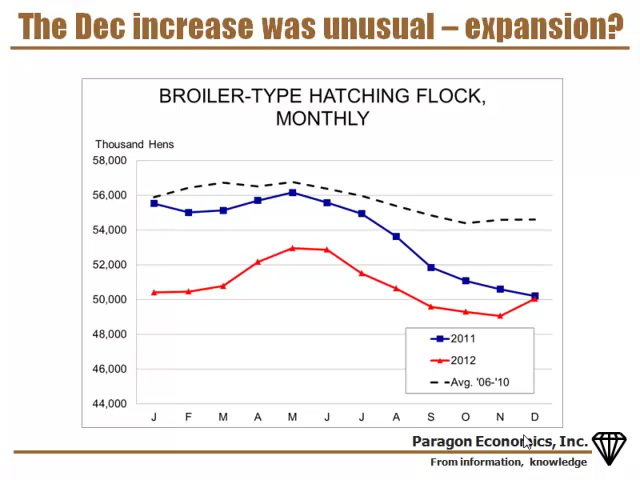 The Dec increase was unusual – expansion?
BROILER-TYPE HATCHING FLOCK,
MONTHLY
Thousand Hens
58,000
56,000
54,000
52,000
50,000
48,000
46,000
44,000
J F M A M J J A S O N D
2011
2012
Avg. '06-'10
Paragon Economics, Inc.
From information, knowledge